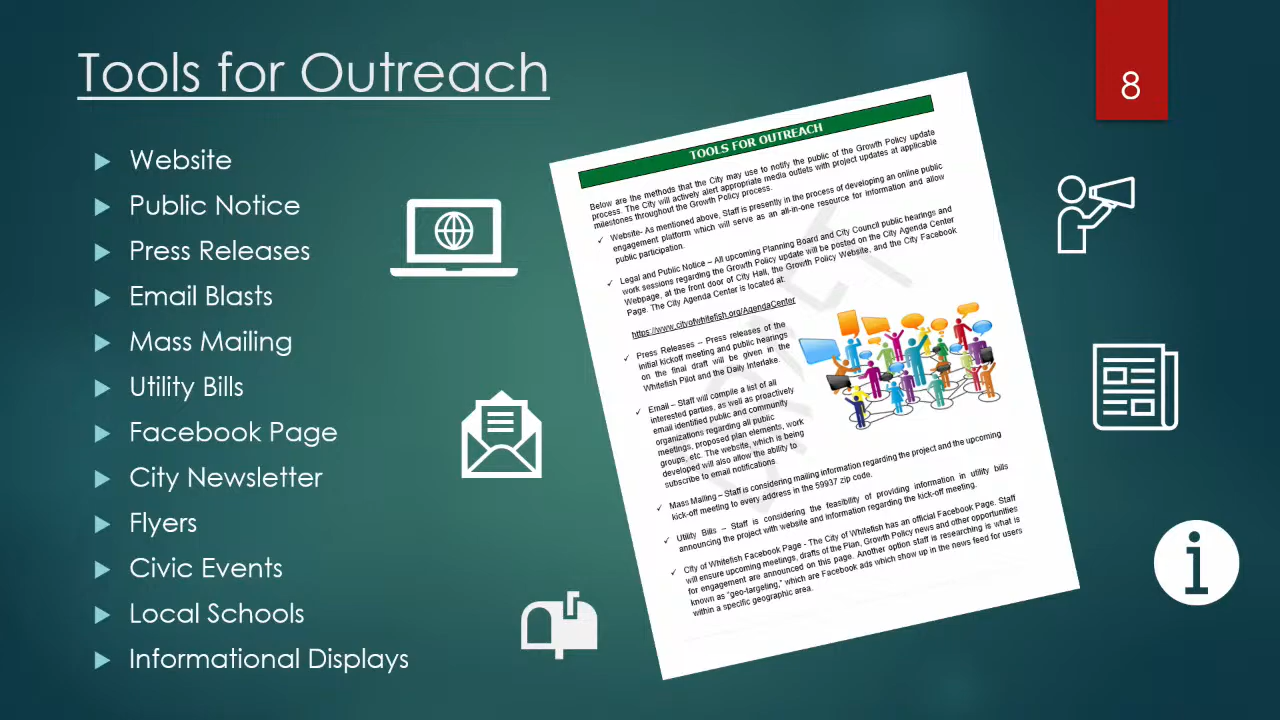 Tools for Outreach
8
Website
Public Notice
Press Releases
Email Blasts
Mass Mailing
Utility Bills
Facebook Page
City Newsletter
Flyers
Civic Events
Local Schools
Informational Displays
TOOLS FOR OUTREACH
Below are the methods that the City may use to notify the public of the Growth Policy update
process. The City will actively alert appropriate media outlets with project updates at applicable
milestones throughout the Growth Policy process.
✓ Website- As mentioned above, Staff is presently in the process of developing an online public
engagement platform which will serve as an all-in-one resource for information and allow
public participation.
✓ Legal and Public Notice – All upcoming Planning Board and City Council public hearings and
work sessions regarding the Growth Policy update will be posted on the City Agenda Center
Webpage, at the front door of City Hall, the Growth Policy Website, and the City Facebook
Page. The City Agenda Center is located at:
https://www.cityofwhitefish.org/AgendaCenter
✓ Press Releases – Press releases of the
initial kickoff meeting and public hearings
on the final draft will be given in the
Whitefish Pilot and the Daily Interlake.
✓ Email – Staff will compile a list of all
interested parties, as well as proactively
email identified public and community
organizations regarding all public
meetings, proposed plan elements, work
groups, etc. The website, which is being
developed will also allow the ability to
subscribe to email notifications.
✓ Mass Mailing – Staff is considering mailing information regarding the project and the upcoming
kick-off meeting to every address in the 59937 zip code.
✓ Utility Bills – Staff is considering the feasibility of providing information in utility bills
announcing the project with website and information regarding the kick-off meeting.
✓ City of Whitefish Facebook Page - The City of Whitefish has an official Facebook Page. Staff
will ensure upcoming meetings, drafts of the Plan, Growth Policy news and other opportunities
for engagement are announced on this page. Another option staff is researching is what is
known as "geo-targeting," which are Facebook ads which show up in the news feed for users
within a specific geographic area.